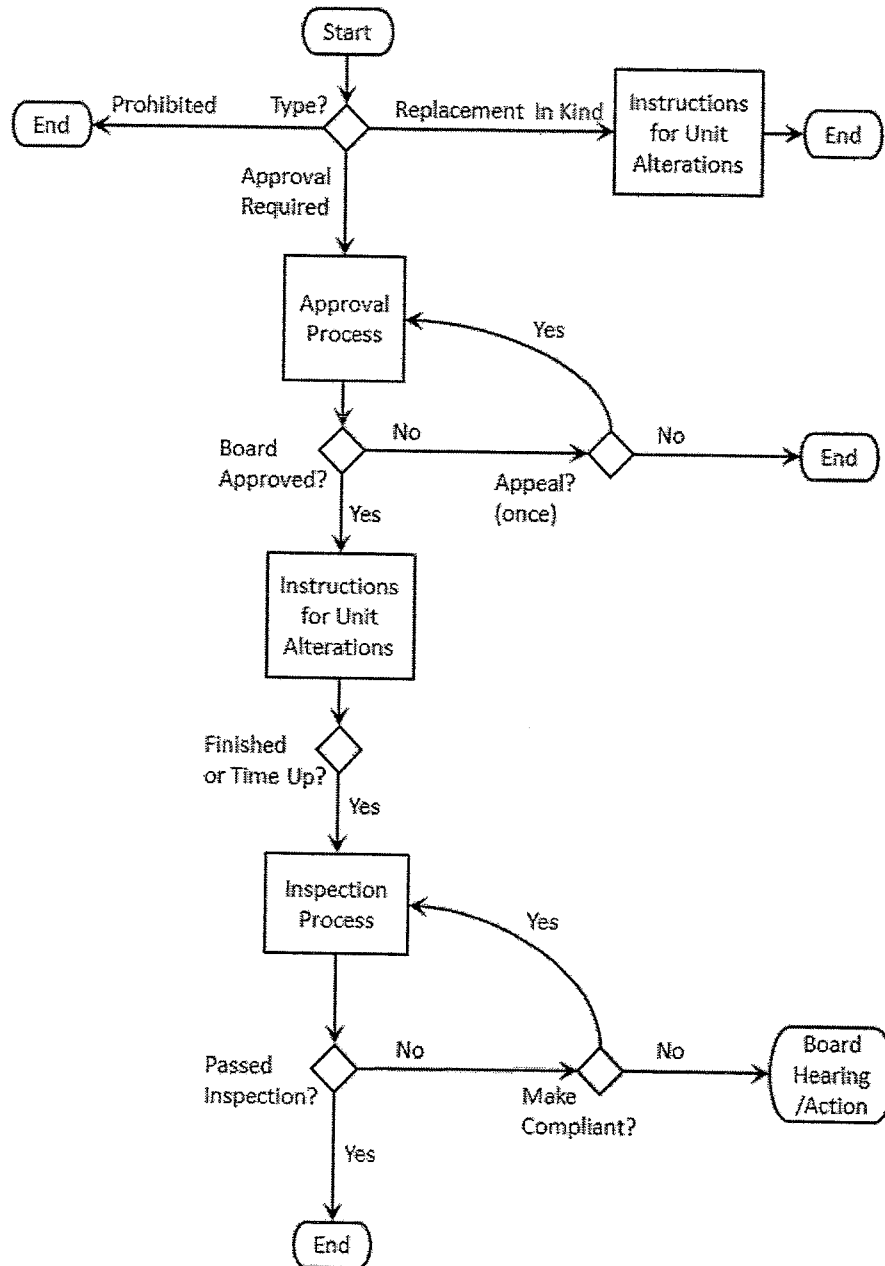 Start
Prohibited
Type?
Replacement In Kind
Instructions
for Unit
Alterations
End
End
Approval
Required
Approval
Process
Yes
Board
Approved?
No
Appeal?
(once)
No
End
Yes
Instructions
for Unit
Alterations
Finished
or Time Up?
Yes
Inspection
Process
Yes
Passed
Inspection?
No
Make
Compliant?
No
Board
Hearing
/Action
Yes
End